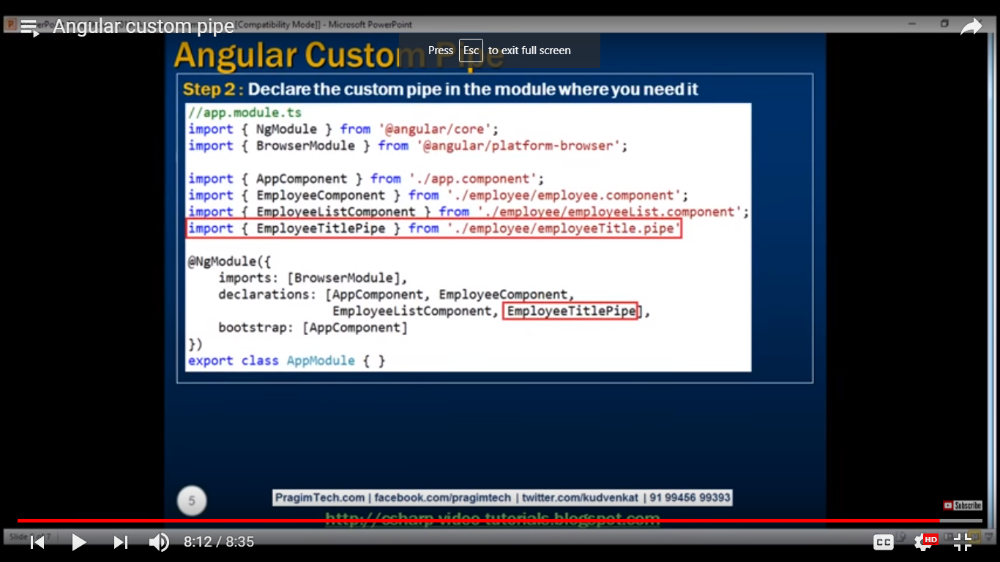 Angular custom pipe
[Compatibility Mode]] - Microsoft PowerPoint
Press Esc to exit full screen
Angular Custom Pipe
Step 2 : Declare the custom pipe in the module where you need it
//app.module.ts
import { NgModule } from '@angular/core';
import { BrowserModule } from '@angular/platform-browser';
import { AppComponent } from './app.component';
import { EmployeeComponent } from './employee/employee.component';
import { EmployeeListComponent } from './employee/employeeList.component';
import { EmployeeTitlePipe } from './employee/employeeTitle.pipe'
@NgModule({
imports: [BrowserModule],
declarations: [AppComponent, EmployeeComponent,
EmployeeListComponent, EmployeeTitlePipe],
bootstrap: [AppComponent]
})
export class AppModule { }
5
PragimTech.com | facebook.com/pragimtech | twitter.com/kudvenkat | 91 99456 99393
Subscribe
http://csharp-video-tutorials.blogspot.com
Slide
8:12 / 8:35
CC
HD